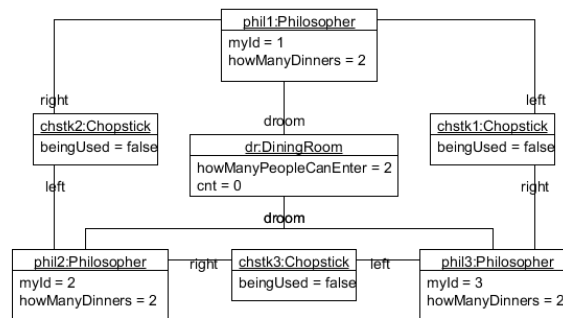 phil1:Philosopher
myId = 1
howManyDinners = 2
right
left
droom
chstk2:Chopstick
beingUsed = false
chstk1:Chopstick
beingUsed = false
dr:DiningRoom
howManyPeopleCanEnter = 2
cnt = 0
left
right
droom
phil2:Philosopher
myId = 2
howManyDinners = 2
right
chstk3:Chopstick
beingUsed = false
left
phil3:Philosopher
myId = 3
howManyDinners = 2